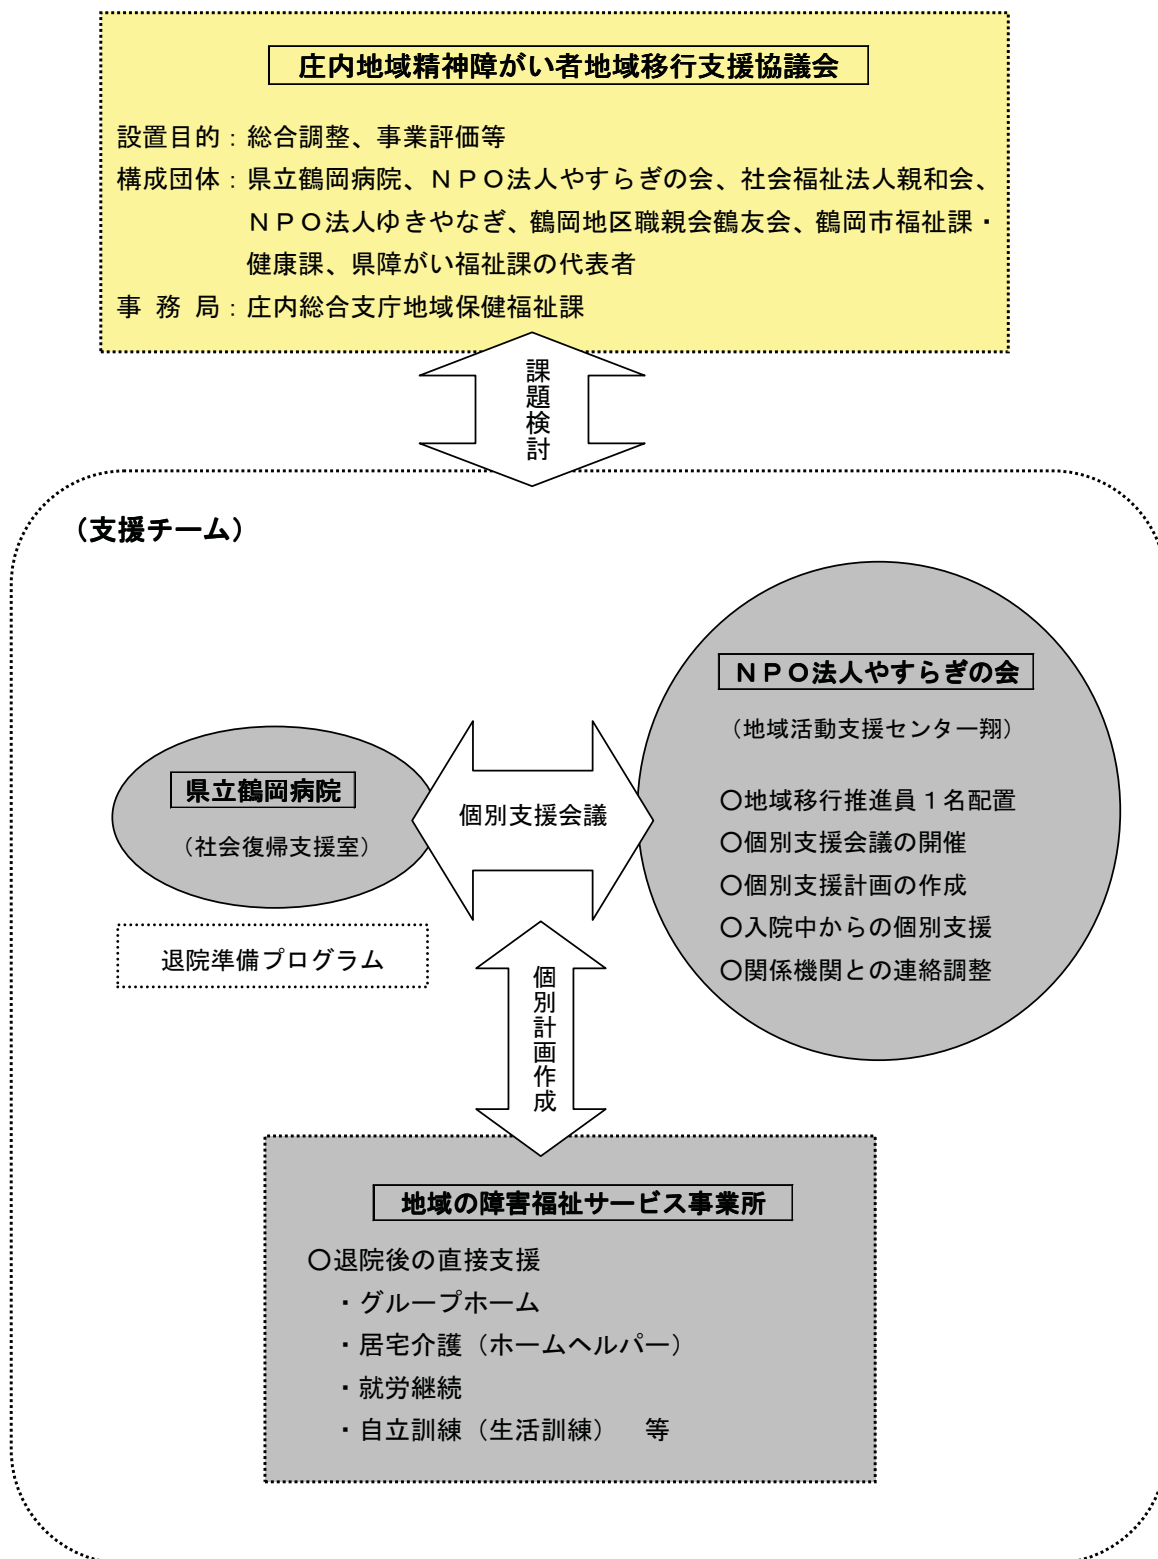 庄内地域精神障がい者地域移行支援協議会
設置目的：総合調整、事業評価等
構成団体：県立鶴岡病院、ＮＰＯ法人やすらぎの会、社会福祉法人親和会、
ＮＰＯ法人ゆきやなぎ、鶴岡地区職親会鶴友会、鶴岡市福祉課・
健康課、県障がい福祉課の代表者
事 務 局：庄内総合支庁地域保健福祉課
課題検討
（支援チーム）
ＮＰＯ法人やすらぎの会
（地域活動支援センター翔）
○地域移行推進員１名配置
○個別支援会議の開催
○個別支援計画の作成
○入院中からの個別支援
○関係機関との連絡調整
個別支援会議
県立鶴岡病院
（社会復帰支援室）
退院準備プログラム
個別計画作成
地域の障害福祉サービス事業所
○退院後の直接支援
・グループホーム
・居宅介護（ホームヘルパー）
・就労継続
・自立訓練（生活訓練）　等